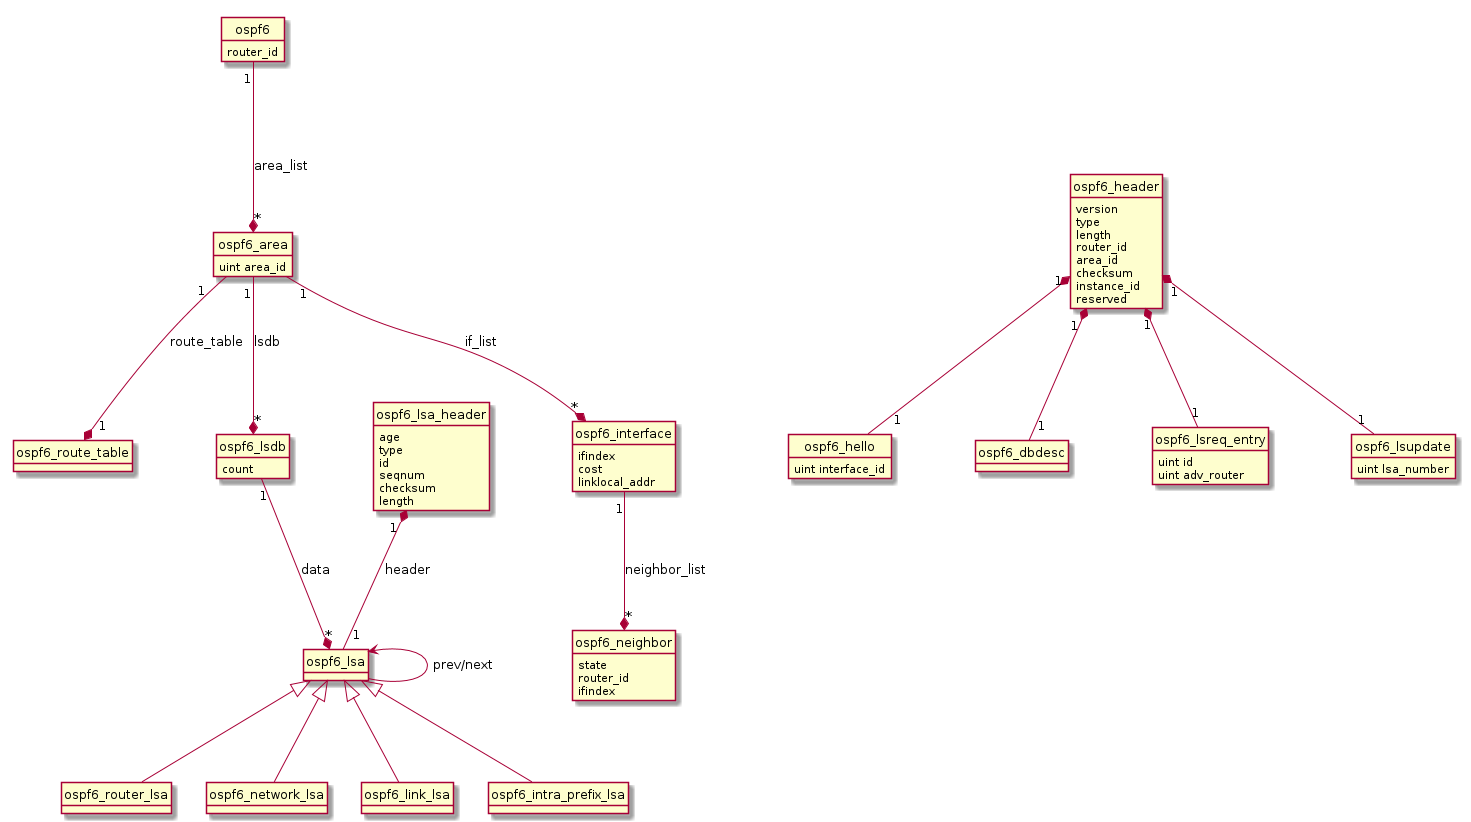 ospf6
router_id
1
area_list
*
ospf6_area
uint area_id
1
1
1
route_table
lsdb
if_list
1
*
*
ospf6_route_table
ospf6_lsdb
count
ospf6_lsa_header
age
type
id
seqnum
checksum
length
ospf6_interface
ifindex
cost
linklocal_addr
1
1
1
data
header
neighbor_list
*
1
*
ospf6_lsa
prev/next
ospf6_neighbor
state
router_id
ifindex
ospf6_router_lsa
ospf6_network_lsa
ospf6_link_lsa
ospf6_intra_prefix_lsa
ospf6_header
version
type
length
router_id
area_id
checksum
instance_id
reserved
1
1
1
1
1
1
1
1
ospf6_hello
uint interface_id
ospf6_dbdesc
ospf6_lsreq_entry
uint id
uint adv_router
ospf6_lsupdate
uint lsa_number